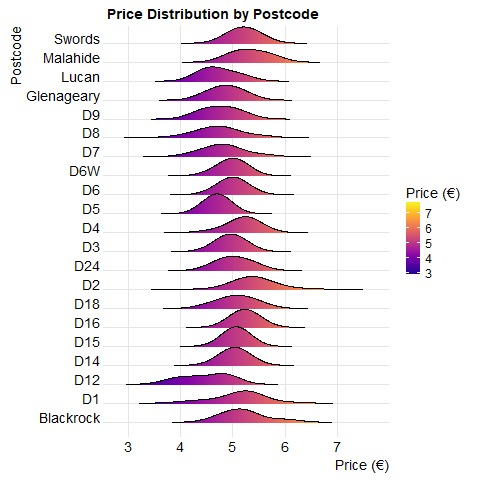 Price Distribution by Postcode
Postcode
Swords
Malahide
Lucan
Glenageary
D9
D8
D7
D6W
D6
D5
D4
D3
D24
D2
D18
D16
D15
D14
D12
D1
Blackrock
3 4 5 6 7
Price (€)
Price (€)
7
6
5
4
3